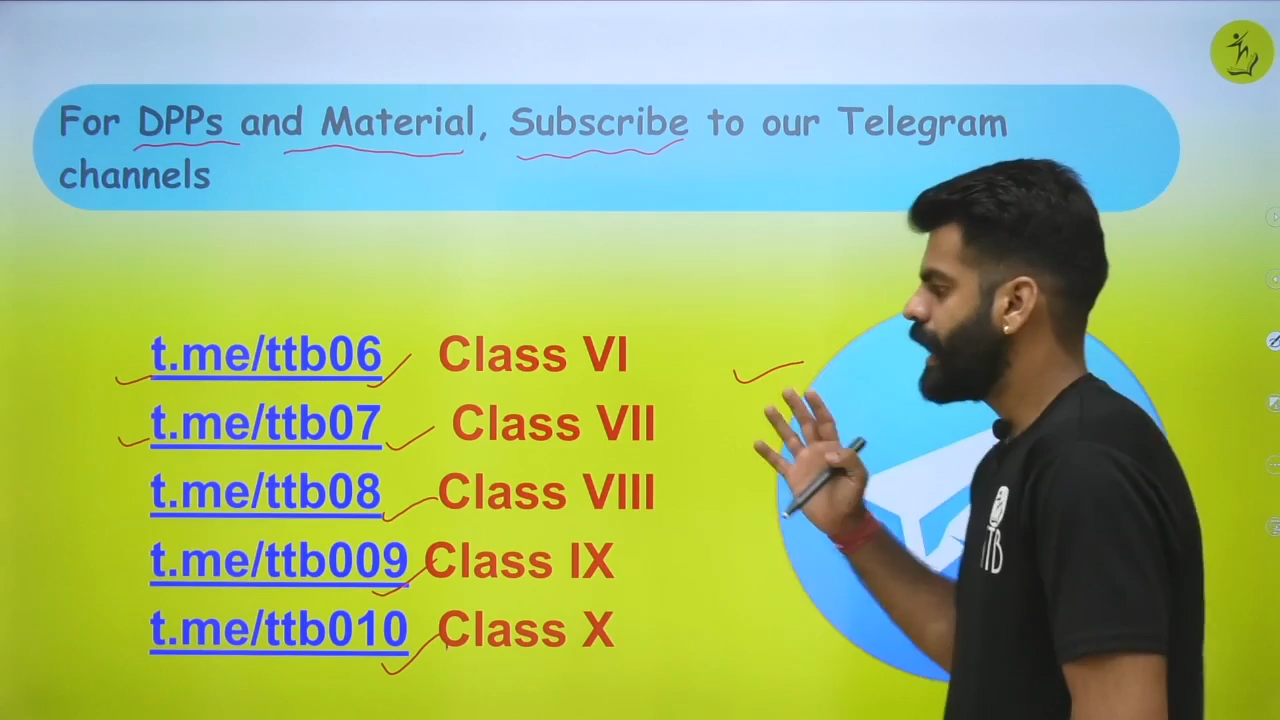 For DPPs and Material, Subscribe to our Telegram
channels
t.me/ttb06 Class VI
t.me/ttb07 Class VII
t.me/ttb08 Class VIII
t.me/ttb009 Class IX
t.me/ttb010 Class X
TTB